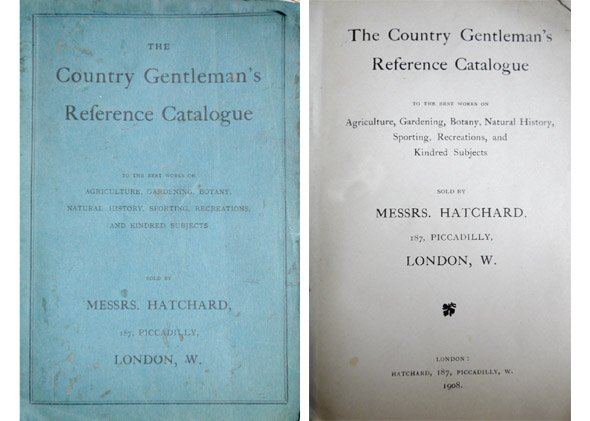 THE
Country Gentleman's
Reference Catalogue
TO THE BEST WORKS ON
AGRICULTURE, GARDENING, BOTANY,
NATURAL HISTORY, SPORTING, RECREATIONS,
AND KINDRED SUBJECTS
SOLD BY
MESSRS. HATCHARD,
187, PICCADILLY,
LONDON, W.
The Country Gentleman's
Reference Catalogue
TO THE BEST WORKS ON
Agriculture, Gardening, Botany, Natural History,
Sporting, Recreations, and
Kindred Subjects
SOLD BY
MESSRS. HATCHARD.
187, PICCADILLY,
LONDON, W.
LONDON:
HATCHARD, 187, PICCADILLY, W.
1908.